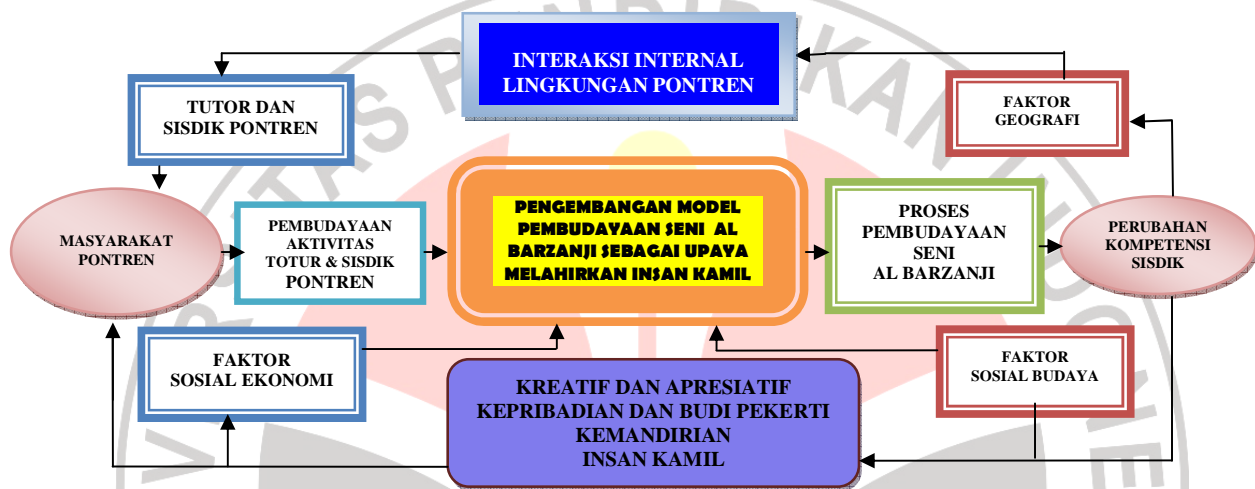 INTERAKSI INTERNAL
LINGKUNGAN PONTREN
TUTOR DAN
SISDIK PONTREN
FAKTOR
GEOGRAFI
MASYARAKAT
PONTREN
PEMBUDAYAAN
AKTIVITAS
TOTUR & SISDIK
PONTREN
PENGEMBANGAN MODEL
PEMBUDAYAAN SENI AL
BARZANJI SEBAGAI UPAYA
MELAHIRKAN INSAN KAMIL
PROSES
PEMBUDAYAAN
SENI
AL BARZANJI
PERUBAHAN
KOMPETENSI
SISDIK
FAKTOR
SOSIAL EKONOMI
KREATIF DAN APRESIATIF
KEPRIBADIAN DAN BUDI PEKERTI
KEMANDIRIAN
INSAN KAMIL
FAKTOR
SOSIAL BUDAYA